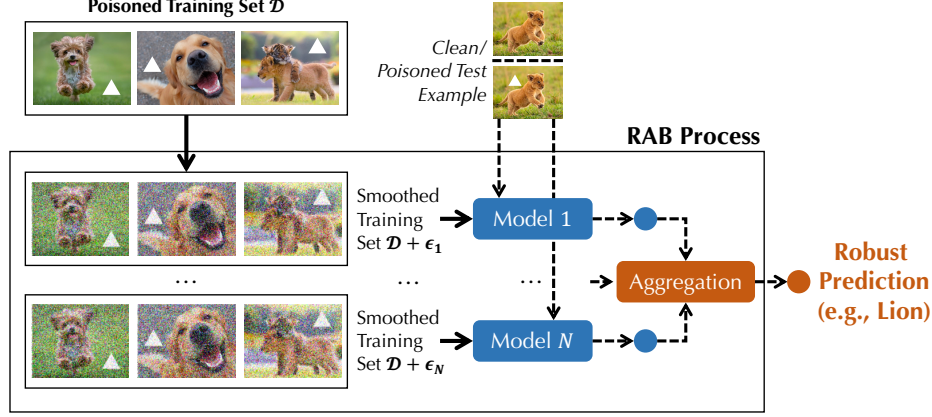 Poisoned Training Set 𝒟
Clean/
Poisoned Test
Example
RAB Process
Smoothed
Training
Set 𝒟 + ϵ₁
Model 1
...
...
...
Aggregation
Robust
Prediction
(e.g., Lion)
Smoothed
Training
Set 𝒟 + ϵ_N
Model N